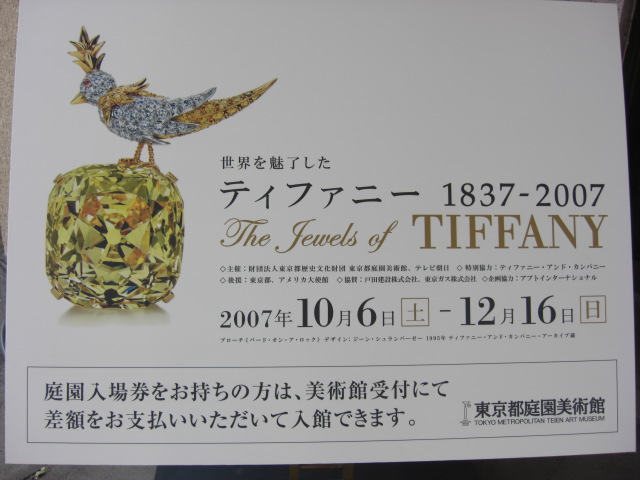 世界を魅了した
ティファニー 1837-2007
The Jewels of TIFFANY
◇主催：財団法人東京都歴史文化財団 東京都庭園美術館、テレビ朝日 ◇特別協力：ティファニー・アンド・カンパニー
◇後援：東京都、アメリカ大使館 ◇協賛：戸田建設株式会社、東京ガス株式会社 ◇企画協力：アプトインターナショナル
2007年10月6日土－12月16日日
ブローチ《バード・オン・ア・ロック》 デザイン：ジーン・シュランバーゼー 1995年 ティファニー・アンド・カンパニー・アーカイブ蔵
庭園入場券をお持ちの方は、美術館受付にて
差額をお支払いいただいて入館できます。
東京都庭園美術館
TOKYO METROPOLITAN TEIEN ART MUSEUM